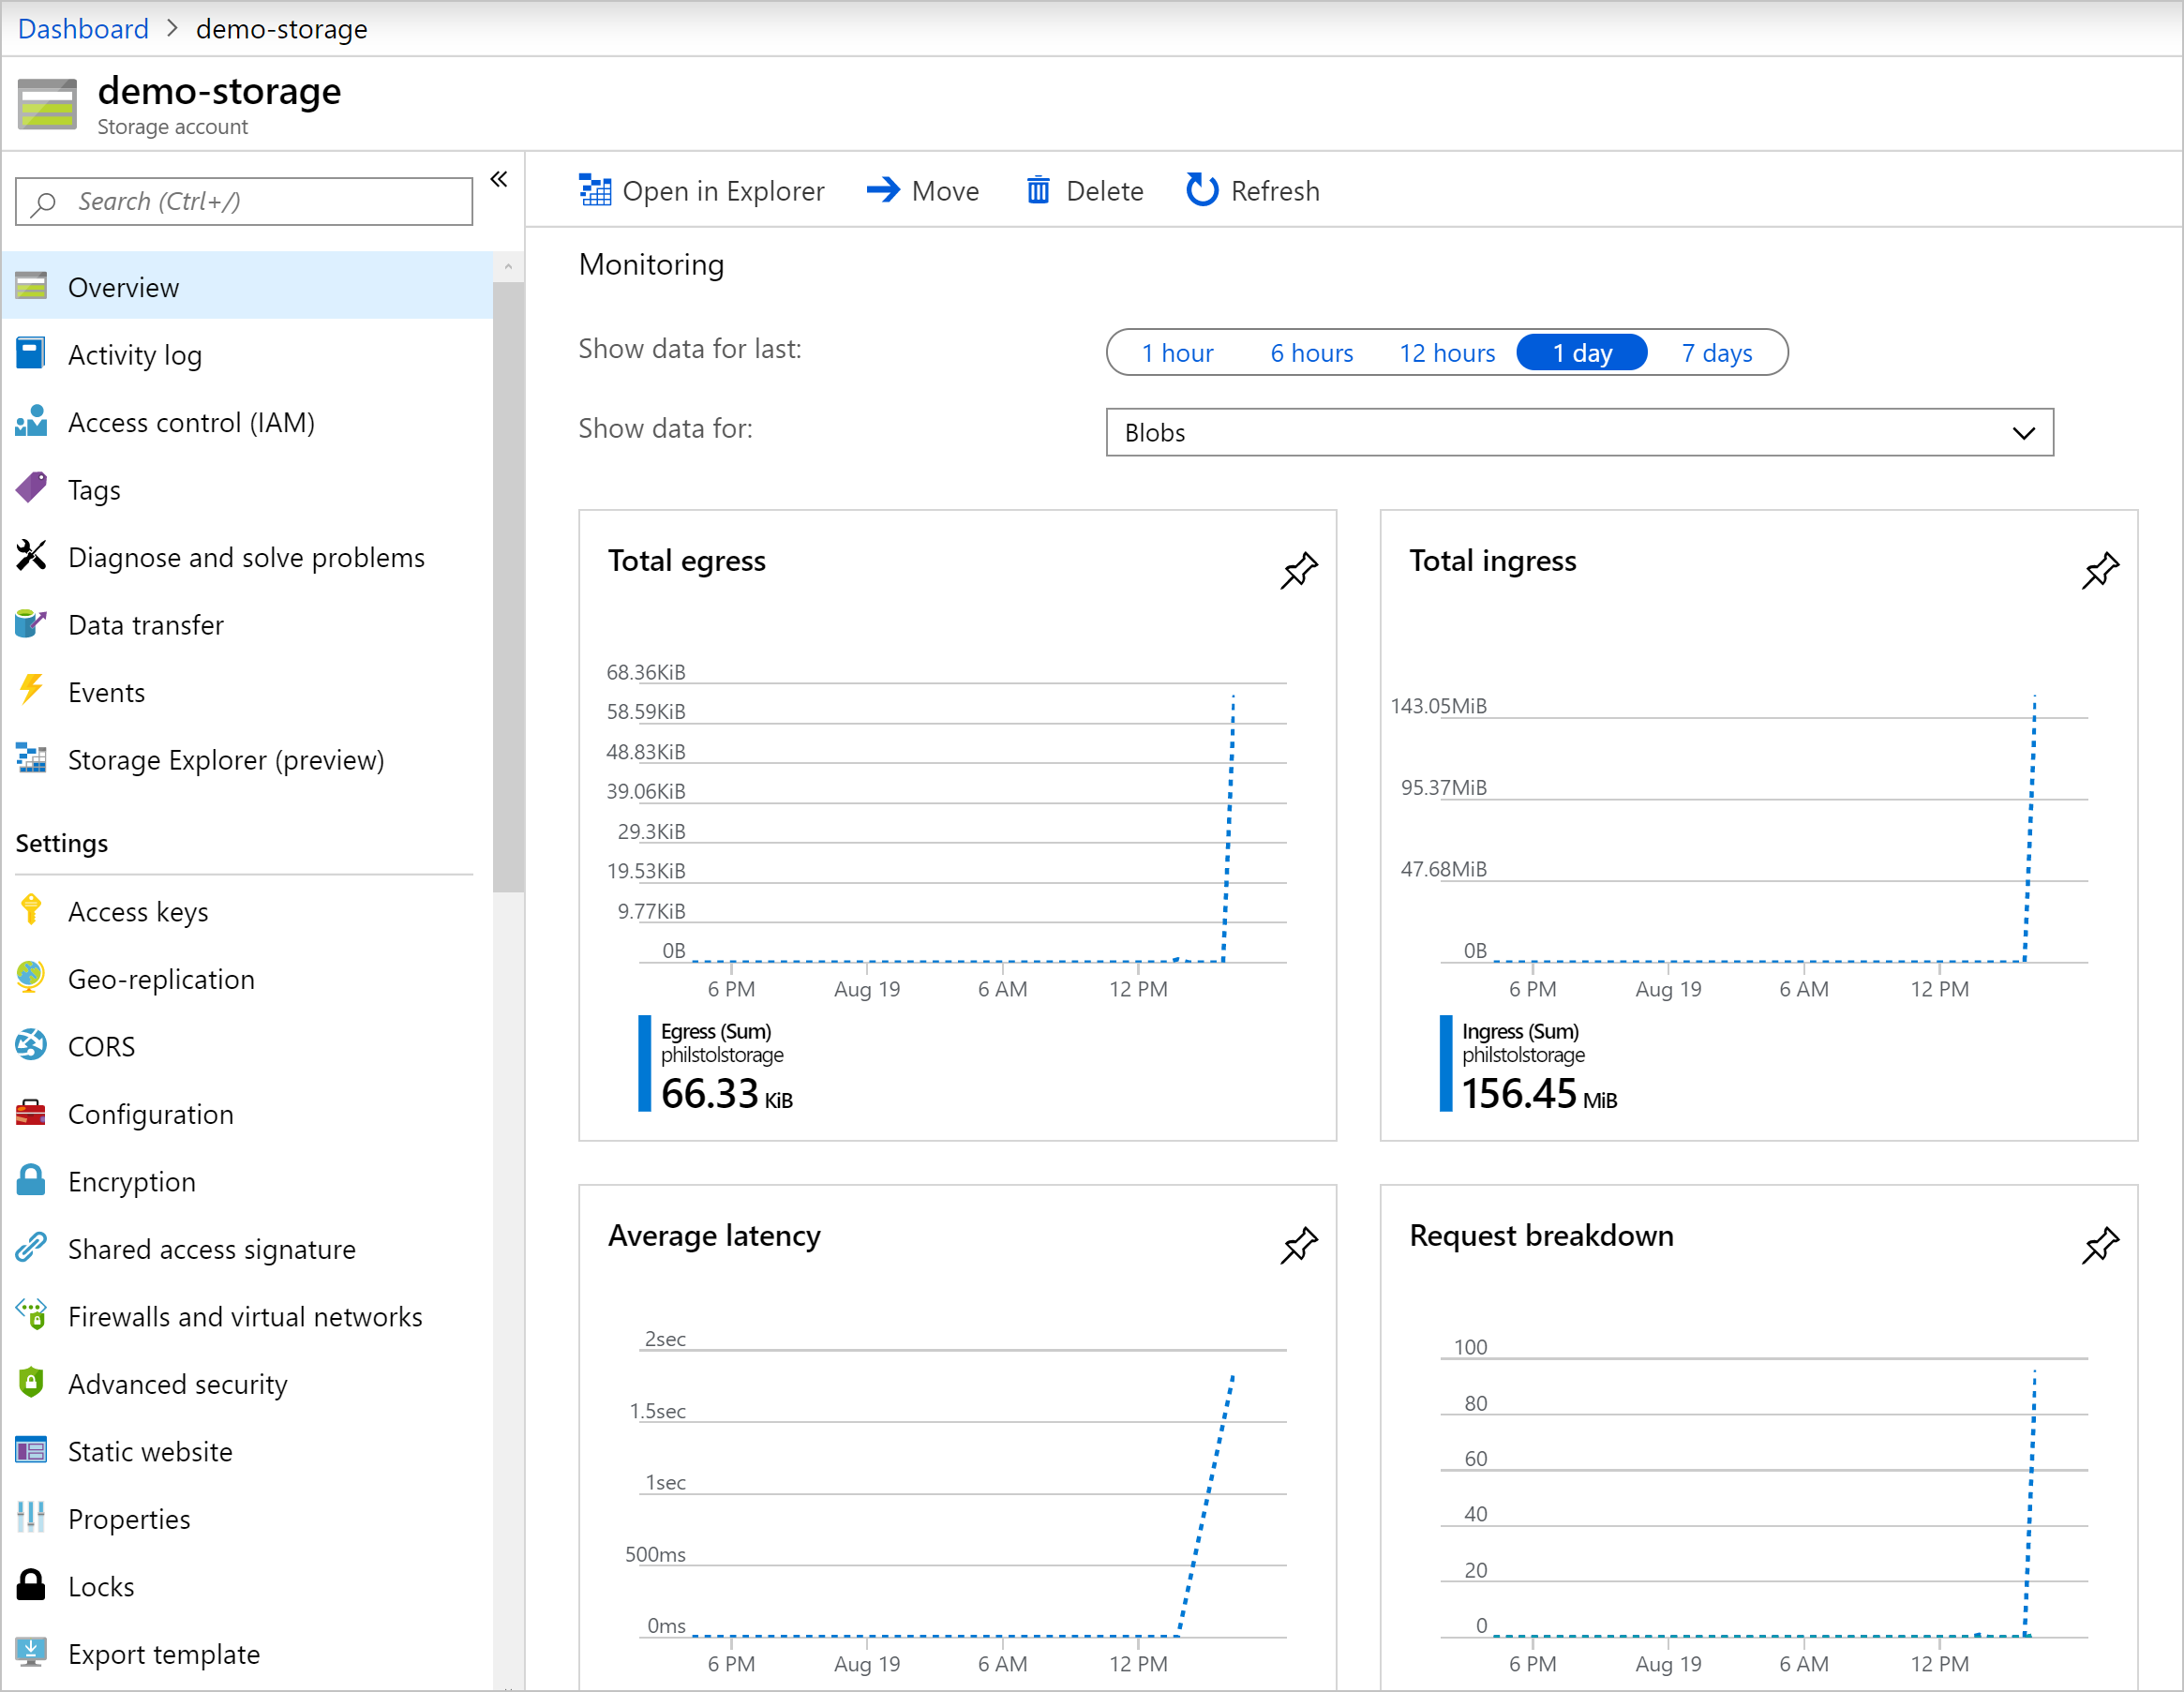 Dashboard > demo-storage
demo-storage
Storage account
Search (Ctrl+/)
Overview
Activity log
Access control (IAM)
Tags
Diagnose and solve problems
Data transfer
Events
Storage Explorer (preview)
Settings
Access keys
Geo-replication
CORS
Configuration
Encryption
Shared access signature
Firewalls and virtual networks
Advanced security
Static website
Properties
Locks
Export template
Open in Explorer Move Delete Refresh
Monitoring
Show data for last: 1 hour 6 hours 12 hours 1 day 7 days
Show data for: Blobs
Total egress
68.36KiB
58.59KiB
48.83KiB
39.06KiB
29.3KiB
19.53KiB
9.77KiB
0B
6 PM Aug 19 6 AM 12 PM
Egress (Sum)
philstolstorage
66.33 KiB
Total ingress
143.05MiB
95.37MiB
47.68MiB
0B
6 PM Aug 19 6 AM 12 PM
Ingress (Sum)
philstolstorage
156.45 MiB
Average latency
2sec
1.5sec
1sec
500ms
0ms
6 PM Aug 19 6 AM 12 PM
Request breakdown
100
80
60
40
20
0
6 PM Aug 19 6 AM 12 PM